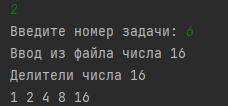 2
Введите номер задачи: 6
Ввод из файла числа 16
Делители числа 16
1 2 4 8 16